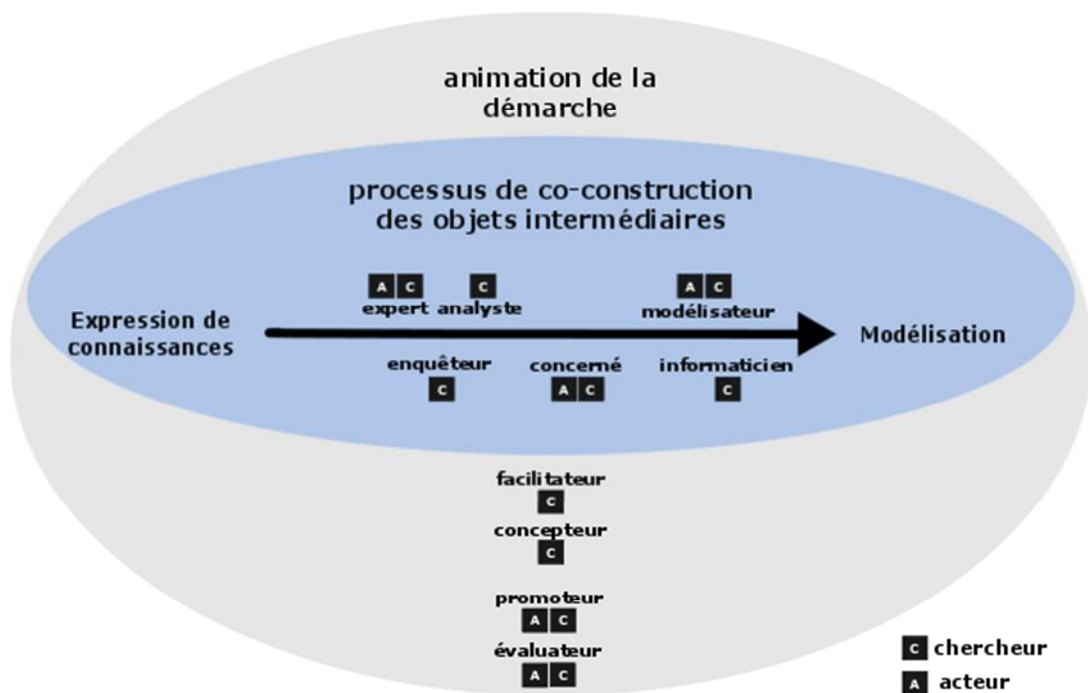 animation de la
démarche
processus de co-construction
des objets intermédiaires
A C C A C
expert analyste modélisateur
Expression de
connaissances
Modélisation
enquêteur concerné informaticien
C A C C
facilitateur
C
concepteur
C
promoteur
A C
évaluateur
A C
C chercheur
A acteur